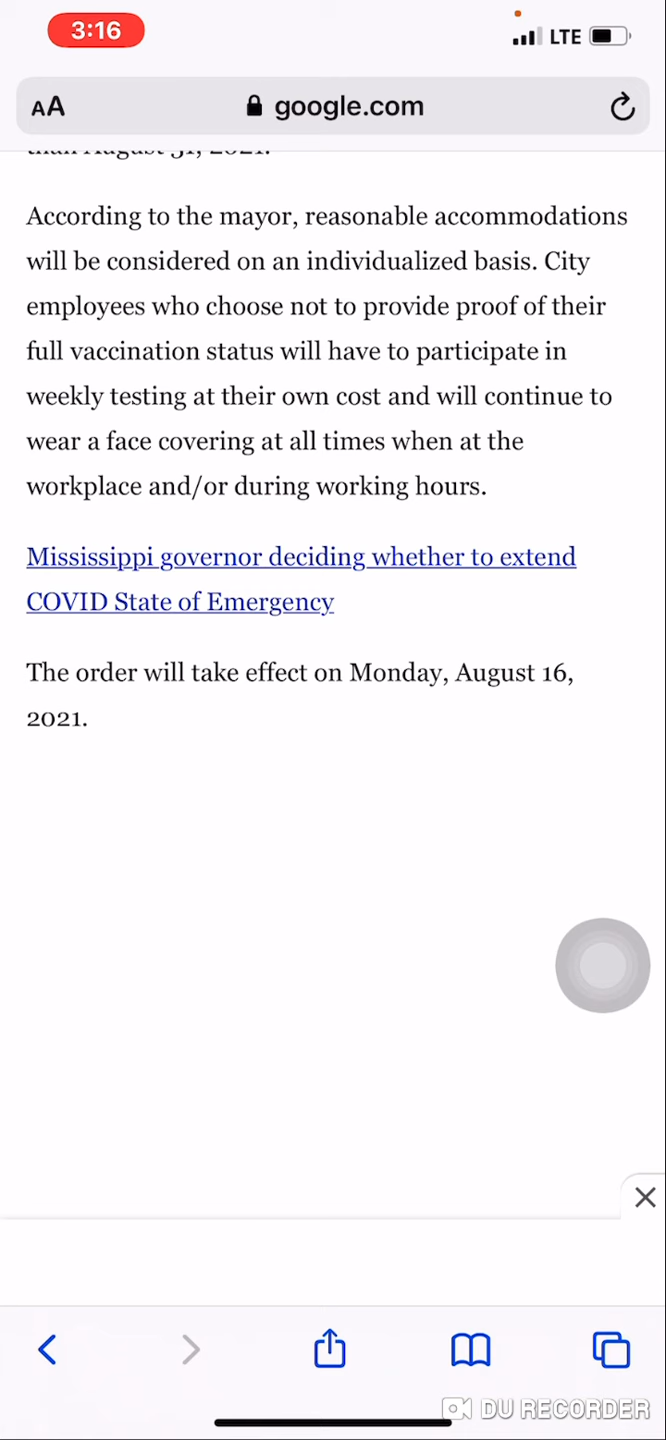 3:16
LTE
AA
google.com
than August 31, 2021.
According to the mayor, reasonable accommodations
will be considered on an individualized basis. City
employees who choose not to provide proof of their
full vaccination status will have to participate in
weekly testing at their own cost and will continue to
wear a face covering at all times when at the
workplace and/or during working hours.
Mississippi governor deciding whether to extend
COVID State of Emergency
The order will take effect on Monday, August 16,
2021.
DU RECORDER